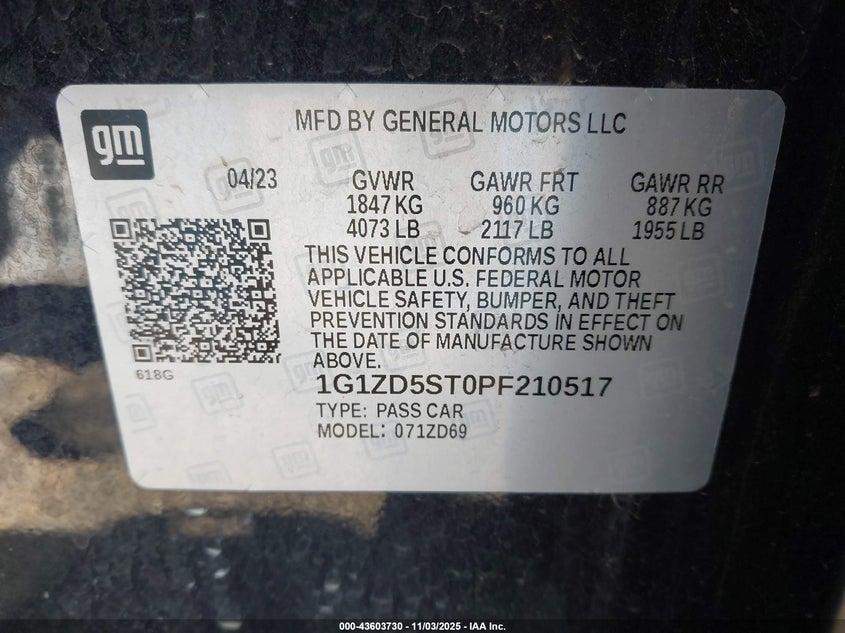 gm
MFD BY GENERAL MOTORS LLC
04/23 GVWR GAWR FRT GAWR RR
1847 KG 960 KG 887 KG
4073 LB 2117 LB 1955 LB
THIS VEHICLE CONFORMS TO ALL
APPLICABLE U.S. FEDERAL MOTOR
VEHICLE SAFETY, BUMPER, AND THEFT
PREVENTION STANDARDS IN EFFECT ON
THE DATE OF MANUFACTURE SHOWN
ABOVE.
618G
1G1ZD5ST0PF210517
TYPE: PASS CAR
MODEL: 071ZD69
000-43603730 - 11/03/2025 - IAA Inc.